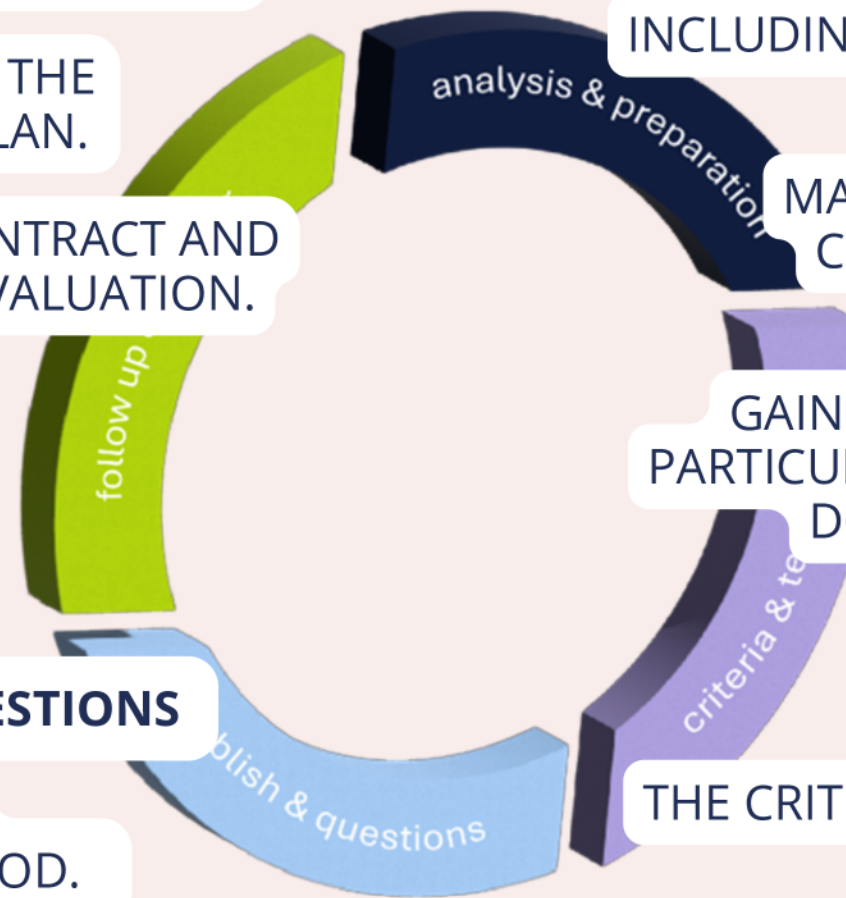 INCLUDIN
THE
LAN.
analysis & preparation
MA
C
NTRACT AND
VALUATION.
follow up
GAIN
PARTICU
D
criteria & te
ESTIONS
blish & questions
THE CRIT
OD.